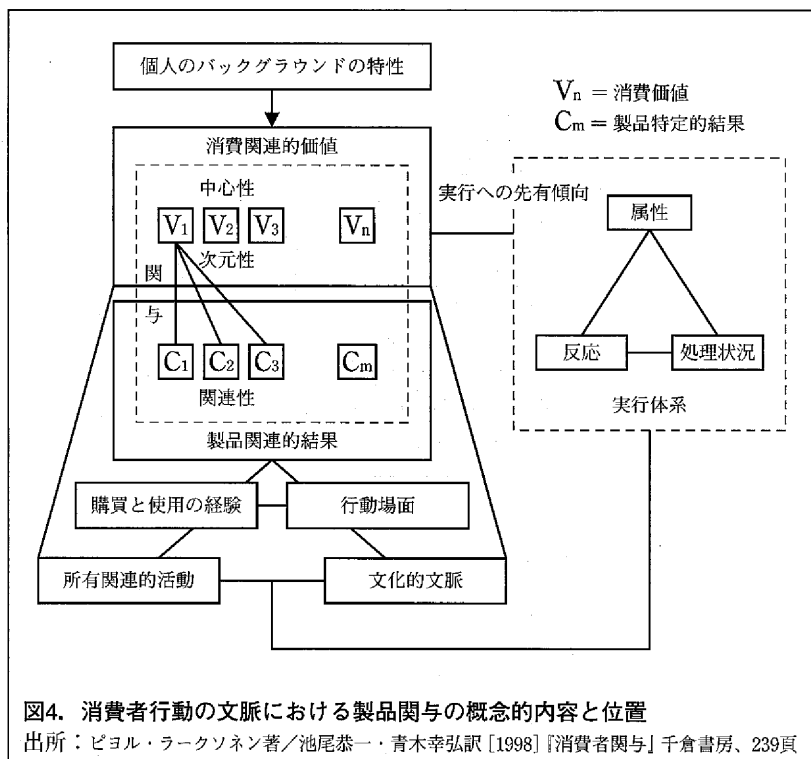 個人のバックグラウンドの特性
Vn = 消費価値
Cm = 製品特定的結果
消費関連的価値
中心性
V1 V2 V3 Vn
次元性
関
与
C1 C2 C3 Cm
関連性
製品関連的結果
実行への先有傾向
属性
反応
処理状況
実行体系
購買と使用の経験
行動場面
所有関連的活動
文化的文脈
図4. 消費者行動の文脈における製品関与の概念的内容と位置
出所：ピヨル・ラークソネン著/池尾恭一・青木幸弘訳［1998］『消費者関与』千倉書房、239頁